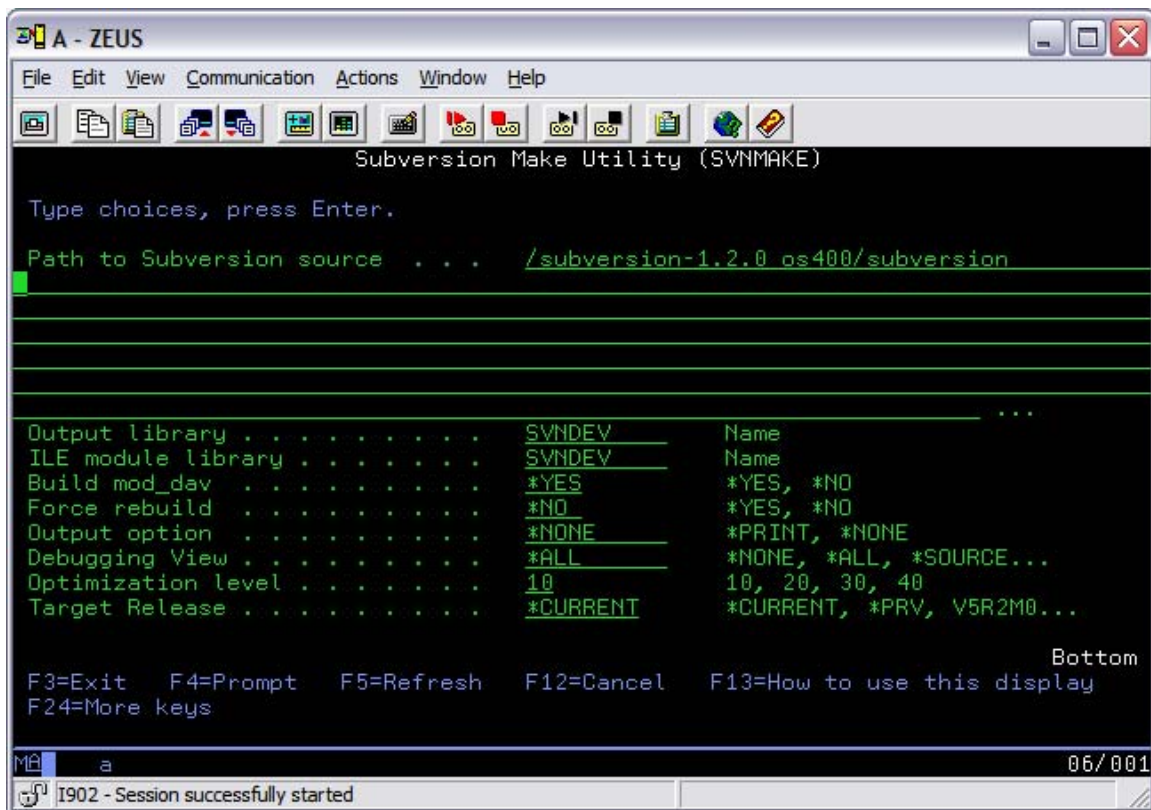 A - ZEUS
File Edit View Communication Actions Window Help
Subversion Make Utility (SVNMAKE)
Type choices, press Enter.
Path to Subversion source . . . /subversion-1.2.0 os400/subversion
...
Output library . . . . . . . . . SVNDEV Name
ILE module library . . . . . . . SVNDEV Name
Build mod_dav . . . . . . . . . *YES *YES, *NO
Force rebuild . . . . . . . . . *NO *YES, *NO
Output option . . . . . . . . . *NONE *PRINT, *NONE
Debugging View . . . . . . . . . *ALL *NONE, *ALL, *SOURCE...
Optimization level . . . . . . . 10 10, 20, 30, 40
Target Release . . . . . . . . . *CURRENT *CURRENT, *PRV, V5R2M0...
Bottom
F3=Exit F4=Prompt F5=Refresh F12=Cancel F13=How to use this display
F24=More keys
MA a 06/001
I902 - Session successfully started